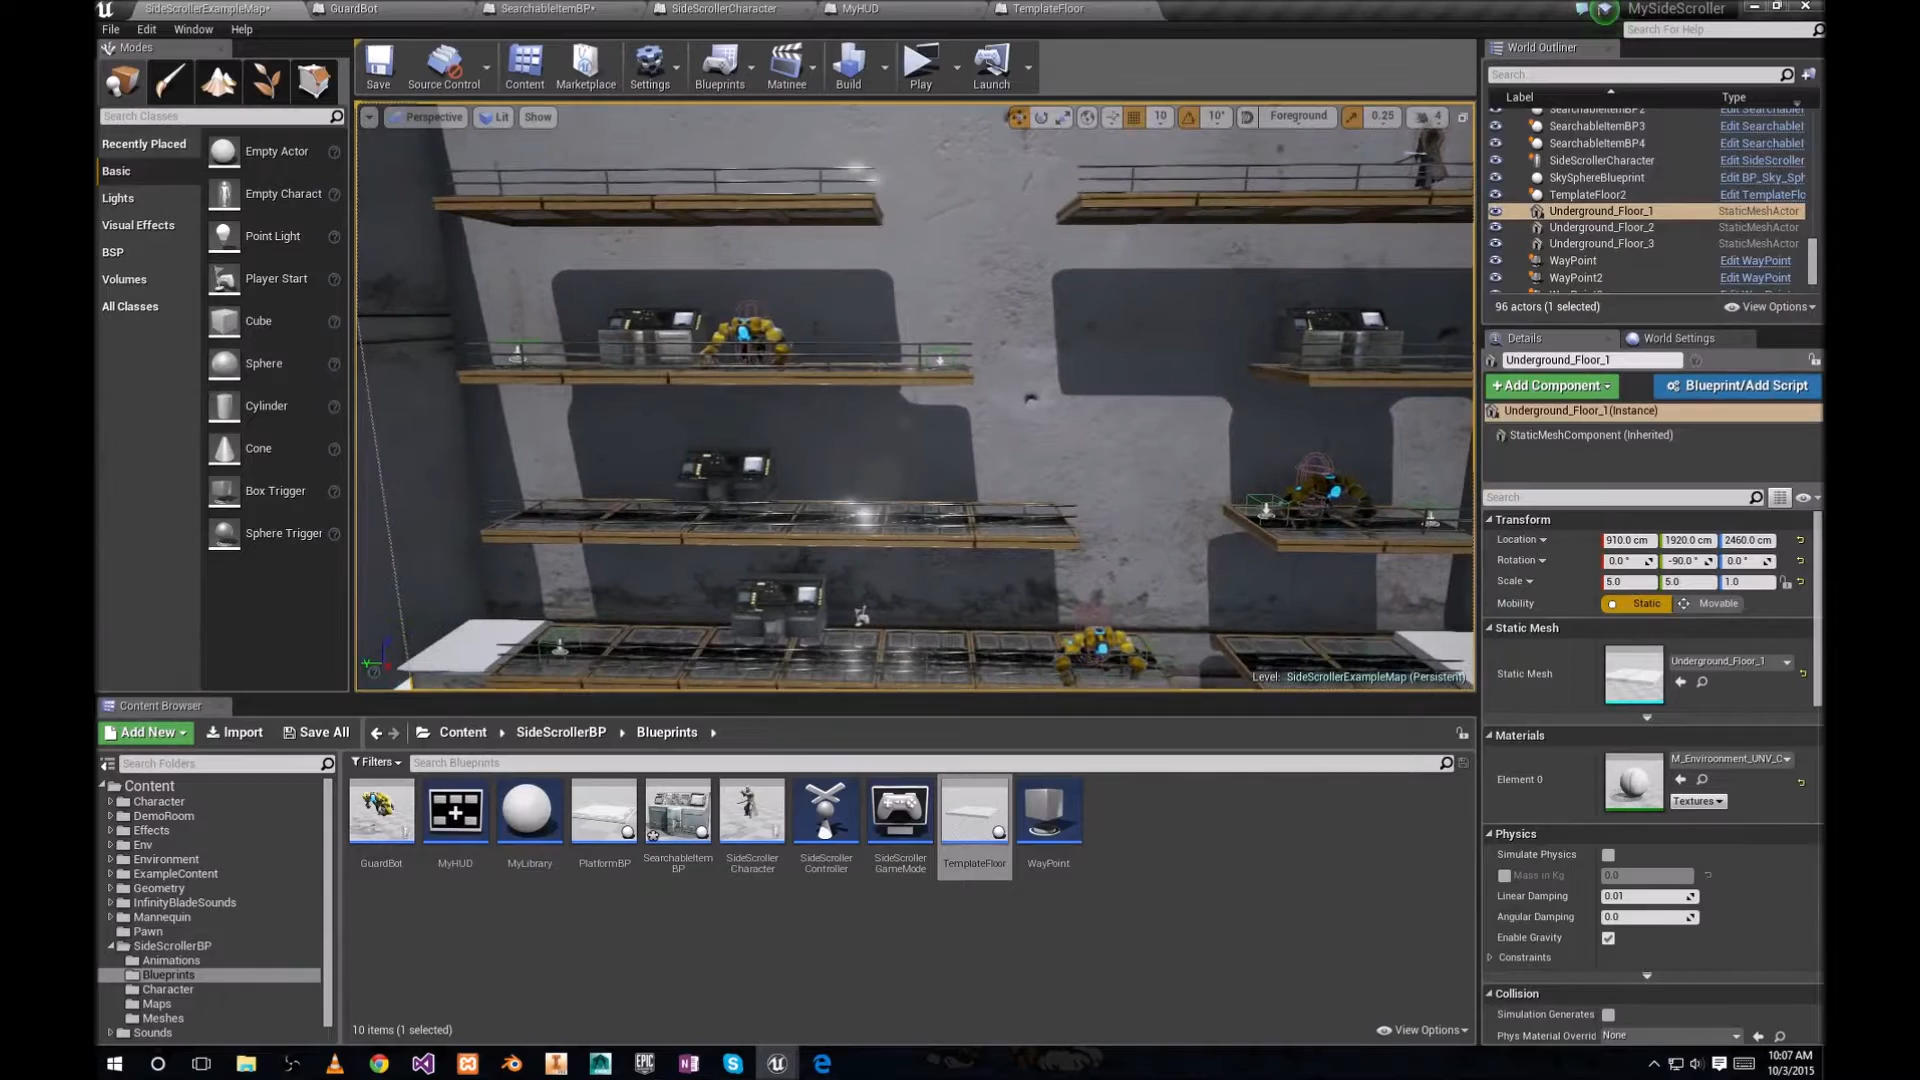 SideScrollerExampleMap*
GuardBot
SearchableItemBP*
SideScrollerCharacter
MyHUD
TemplateFloor
MySideScroller
File Edit Window Help
Search For Help
Modes
Save
Source Control
Content
Marketplace
Settings
Blueprints
Matinee
Build
Play
Launch
Search Classes
Recently Placed
Basic
Lights
Visual Effects
BSP
Volumes
All Classes
Empty Actor
Empty Charact
Point Light
Player Start
Cube
Sphere
Cylinder
Cone
Box Trigger
Sphere Trigger
Perspective Lit Show
10 10° Foreground 0.25 4
Level: SideScrollerExampleMap (Persistent)
World Outliner
Search...
Label Type
SearchableItemBP2 Edit SearchableI
SearchableItemBP3 Edit SearchableI
SearchableItemBP4 Edit SearchableI
SideScrollerCharacter Edit SideScroller
SkySphereBlueprint Edit BP_Sky_Sph
TemplateFloor2 Edit TemplateFlo
Underground_Floor_1 StaticMeshActor
Underground_Floor_2 StaticMeshActor
Underground_Floor_3 StaticMeshActor
WayPoint Edit WayPoint
WayPoint2 Edit WayPoint
96 actors (1 selected) View Options
Details World Settings
Underground_Floor_1
+Add Component Blueprint/Add Script
Underground_Floor_1(Instance)
StaticMeshComponent (Inherited)
Search
Transform
Location 910.0 cm 1920.0 cm 2460.0 cm
Rotation 0.0 ° -90.0 ° 0.0 °
Scale 5.0 5.0 1.0
Mobility Static Movable
Static Mesh
Static Mesh Underground_Floor_1
Materials
Element 0 M_Environment_UNV_C
Textures
Physics
Simulate Physics
Mass in Kg 0.0
Linear Damping 0.01
Angular Damping 0.0
Enable Gravity
Constraints
Collision
Simulation Generates
Phys Material Overrid None
Content Browser
Add New Import Save All Content SideScrollerBP Blueprints
Search Folders
Filters Search Blueprints
Content
Character
DemoRoom
Effects
Env
Environment
ExampleContent
Geometry
InfinityBladeSounds
Mannequin
Pawn
SideScrollerBP
Animations
Blueprints
Character
Maps
Meshes
Sounds
GuardBot
MyHUD
MyLibrary
PlatformBP
SearchableItem
BP
SideScroller
Character
SideScroller
Controller
SideScroller
GameMode
TemplateFloor
WayPoint
10 items (1 selected) View Options
EPIC
10:07 AM
10/3/2015